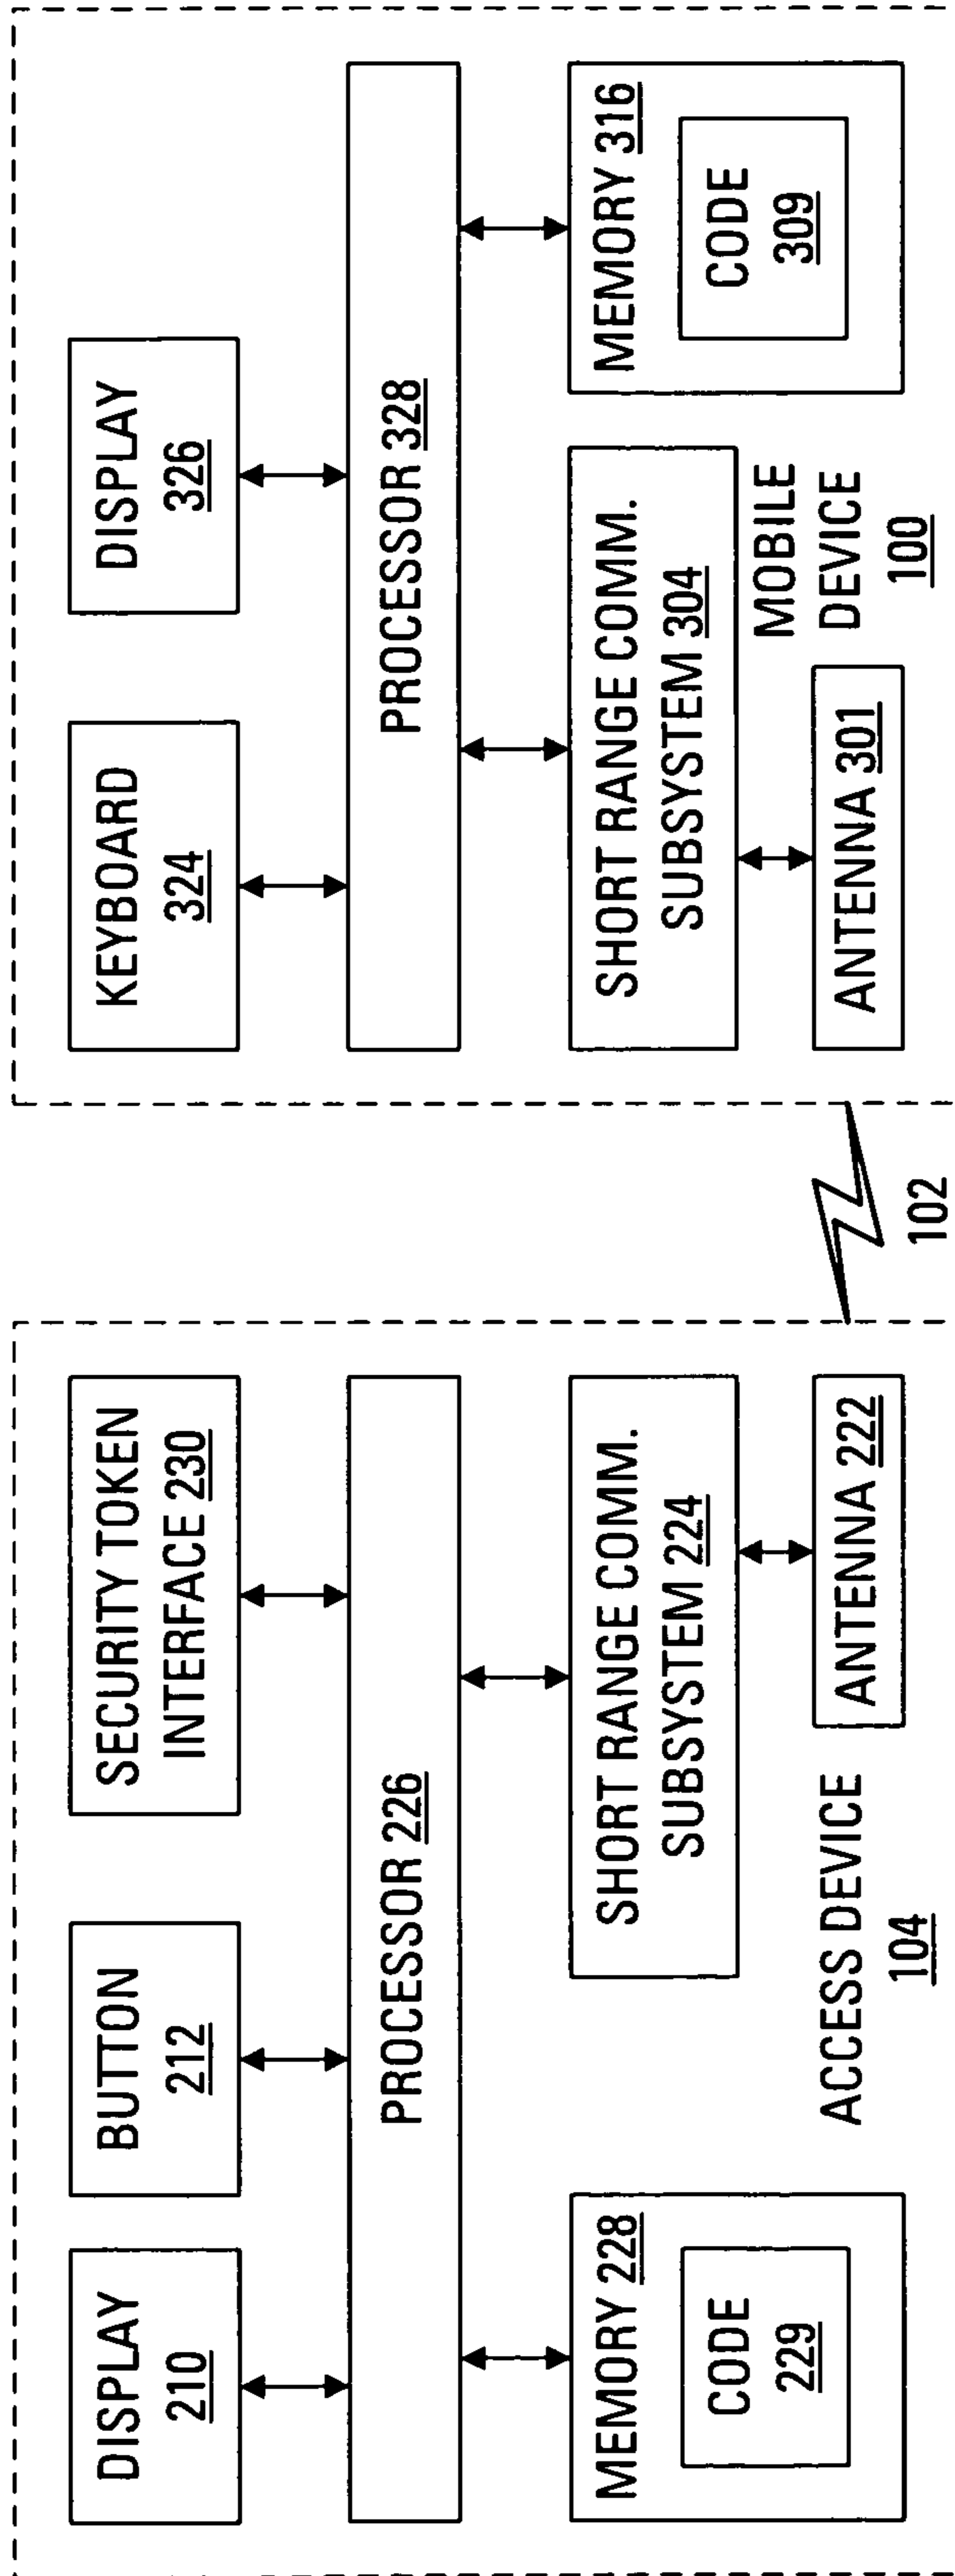 DISPLAY
210
BUTTON
212
SECURITY TOKEN
INTERFACE 230
PROCESSOR 226
MEMORY 228
CODE
229
SHORT RANGE COMM.
SUBSYSTEM 224
ANTENNA 222
ACCESS DEVICE
104
102
KEYBOARD
324
DISPLAY
326
PROCESSOR 328
SHORT RANGE COMM.
SUBSYSTEM 304
ANTENNA 301
MEMORY 316
CODE
309
MOBILE
DEVICE
100